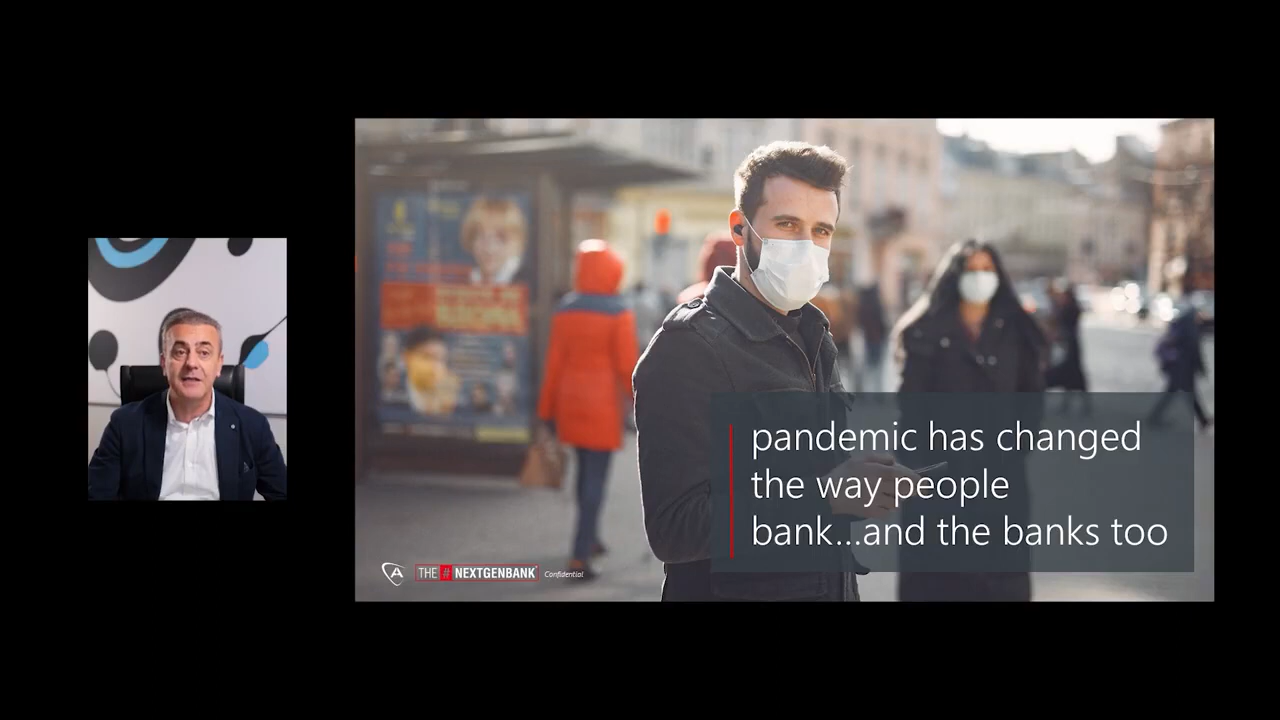 pandemic has changed
the way people
bank...and the banks too
THE # NEXTGENBANK Confidential